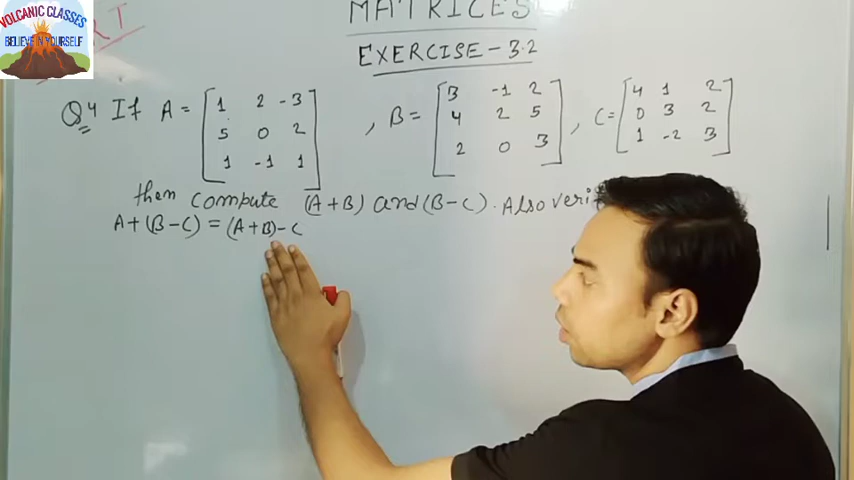 VOLCANIC CLASSES
BELIEVE IN YOURSELF
RT
MATRICES
EXERCISE-3.2
Q4 If A = [1 2 -3 , B = [3 -1 2 , C = [4 1 2
5 0 2 4 2 5 0 3 2
1 -1 1] 2 0 3] 1 -2 3]
then compute (A+B) and (B-C). Also veri
A+(B-C) = (A+B)-C